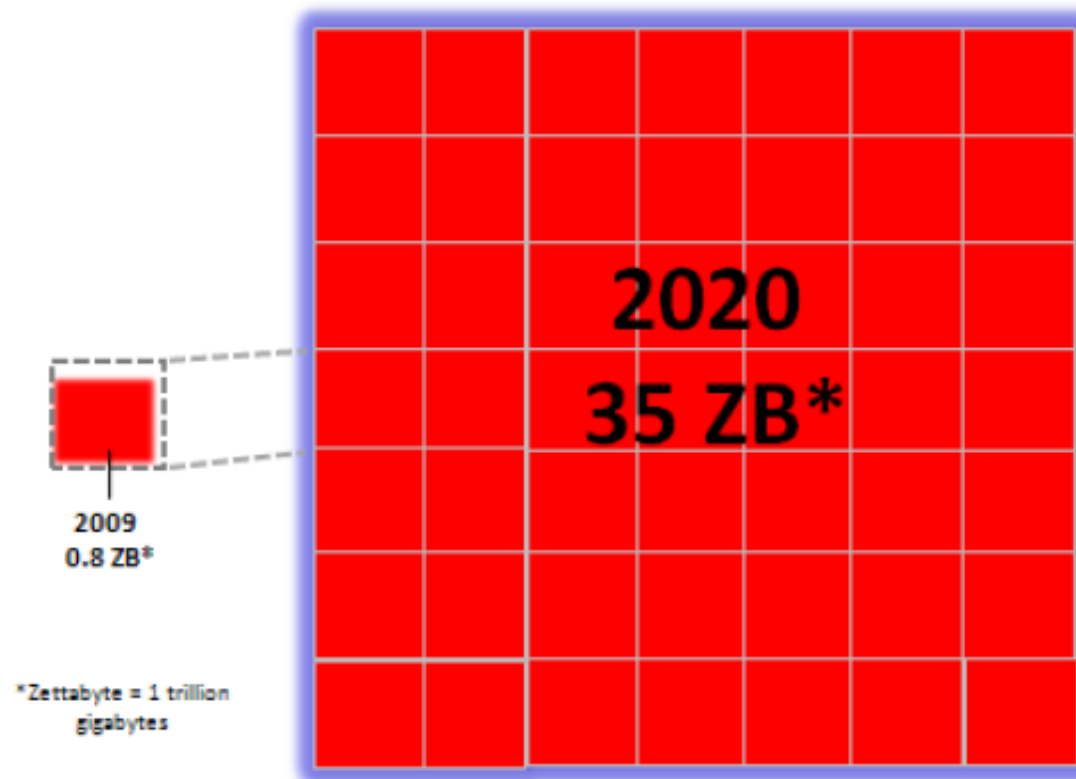 2020
35 ZB*
2009
0.8 ZB*
*Zettabyte = 1 trillion
gigabytes